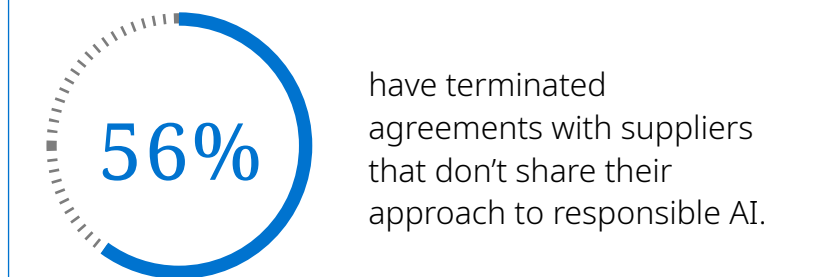 56%
have terminated
agreements with suppliers
that don’t share their
approach to responsible AI.